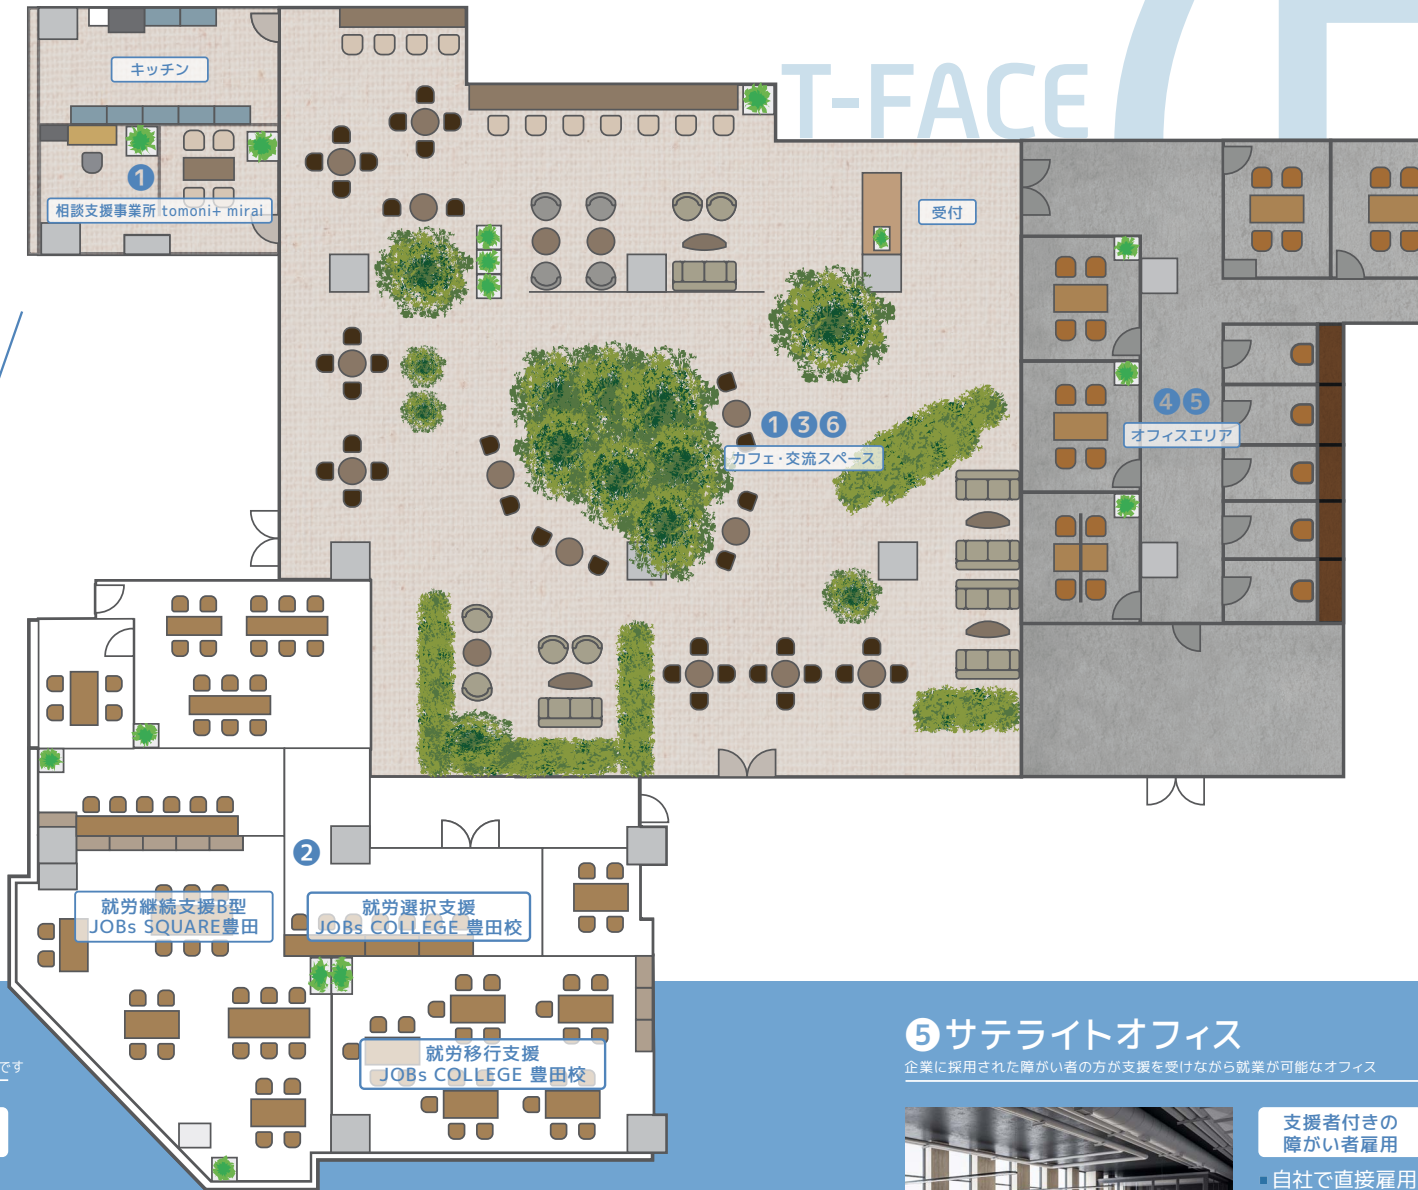 T-FACE
キッチン
1
相談支援事業所 tomoni+ mirai
受付
1 3 6
カフェ・交流スペース
4 5
オフィスエリア
2
就労継続支援B型
JOBs SQUARE豊田
就労選択支援
JOBs COLLEGE 豊田校
就労移行支援
JOBs COLLEGE 豊田校
です
5 サテライトオフィス
企業に採用された障がい者の方が支援を受けながら就業が可能なオフィス
支援者付きの
障がい者雇用
▪自社で直接雇用